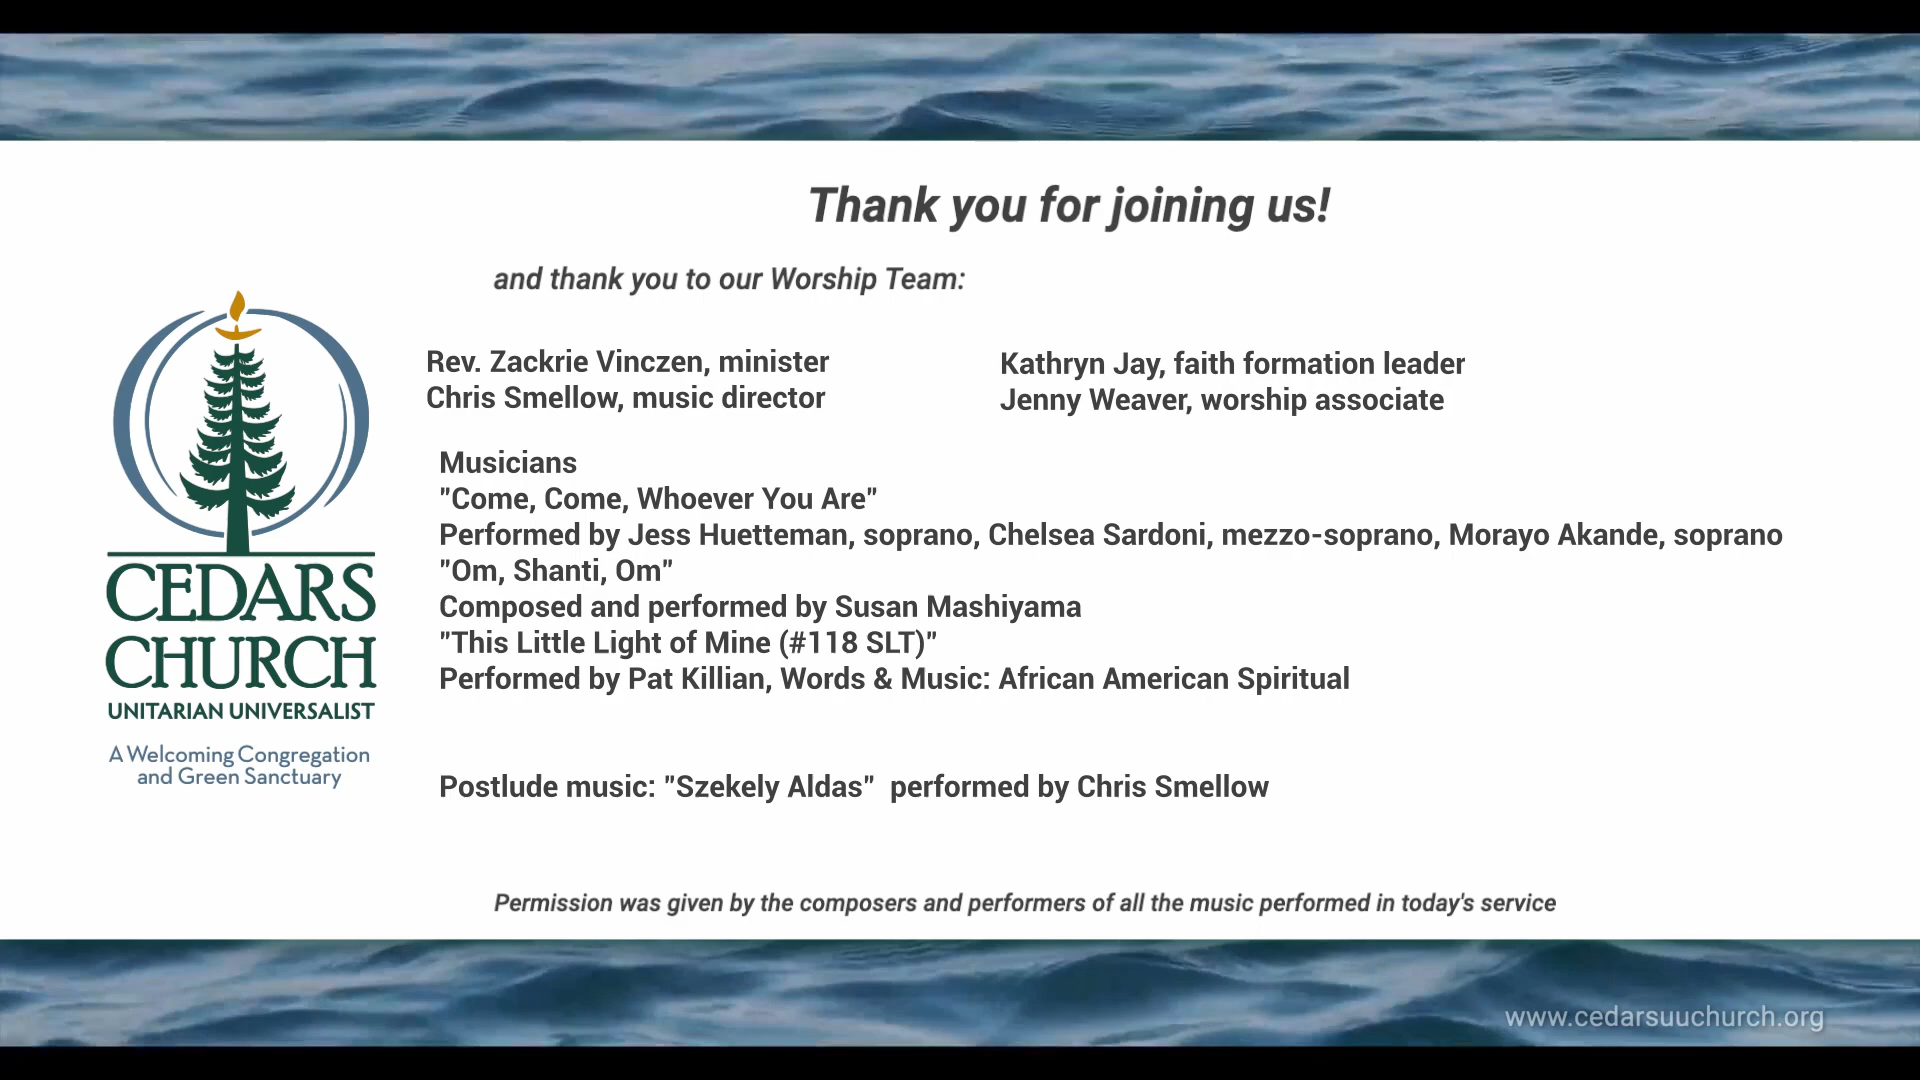 Thank you for joining us!
and thank you to our Worship Team:
Rev. Zackrie Vinczen, minister
Chris Smellow, music director
Kathryn Jay, faith formation leader
Jenny Weaver, worship associate
Musicians
"Come, Come, Whoever You Are"
Performed by Jess Huetteman, soprano, Chelsea Sardoni, mezzo-soprano, Morayo Akande, soprano
"Om, Shanti, Om"
Composed and performed by Susan Mashiyama
"This Little Light of Mine (#118 SLT)"
Performed by Pat Killian, Words & Music: African American Spiritual
Postlude music: "Szekely Aldas"  performed by Chris Smellow
Permission was given by the composers and performers of all the music performed in today's service
CEDARS
CHURCH
UNITARIAN UNIVERSALIST
A Welcoming Congregation
and Green Sanctuary
www.cedarsuuchurch.org